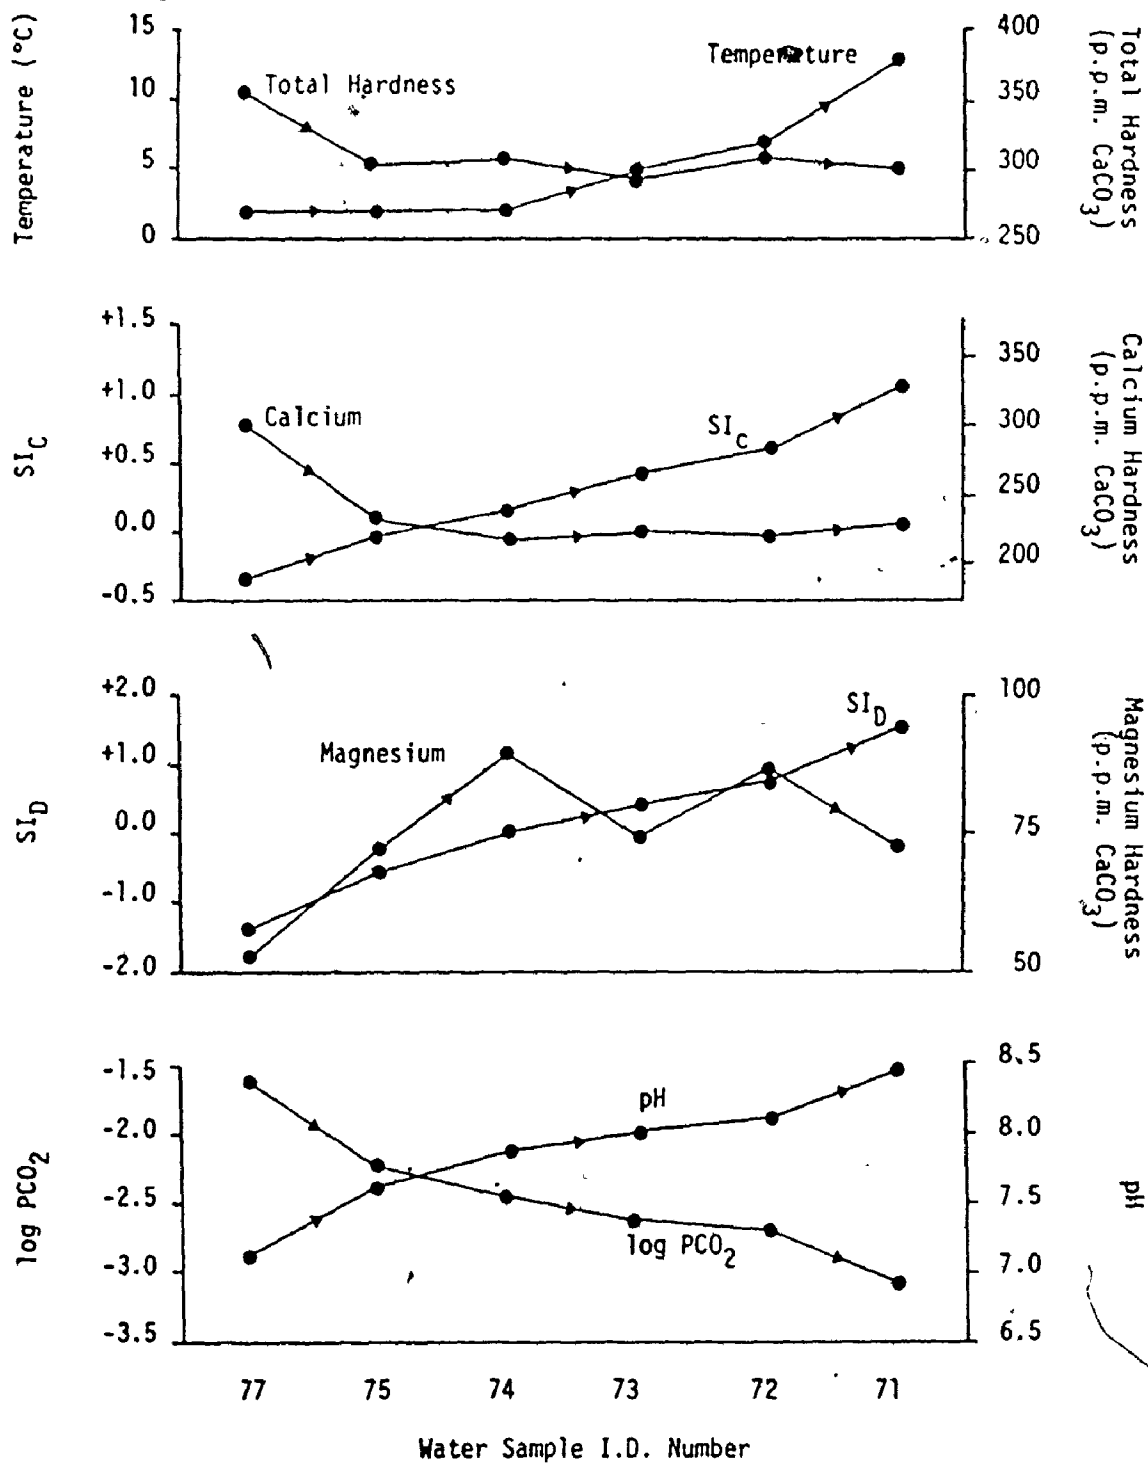 Temperature (°C)
15
10
5
0
Total Hardness
Temperature
400
350
300
250
Total Hardness
(p.p.m. CaCO3)
SIC
+1.5
+1.0
+0.5
0.0
-0.5
Calcium
SIC
350
300
250
200
Calcium Hardness
(p.p.m. CaCO3)
SID
+2.0
+1.0
0.0
-1.0
-2.0
Magnesium
SID
100
75
50
Magnesium Hardness
(p.p.m. CaCO3)
log PCO2
-1.5
-2.0
-2.5
-3.0
-3.5
pH
log PCO2
8.5
8.0
7.5
7.0
6.5
pH
77 75 74 73 72 71
Water Sample I.D. Number